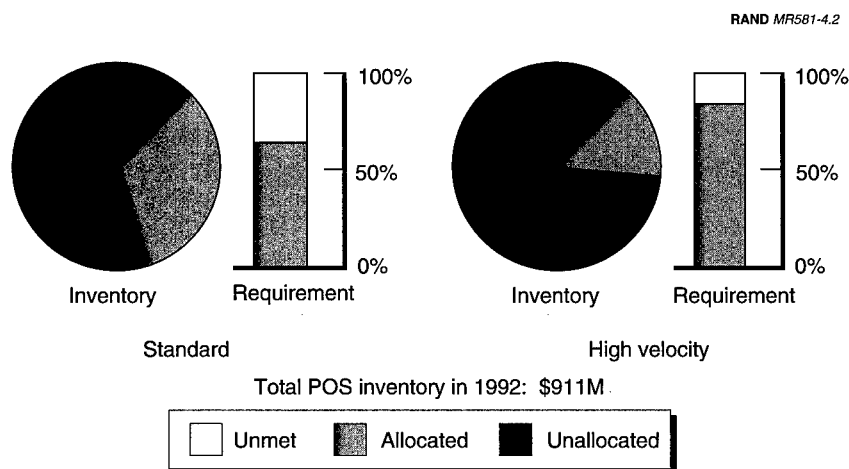 RAND MR581-4.2
100%
50%
0%
Inventory
Requirement
Standard
100%
50%
0%
Inventory
Requirement
High velocity
Total POS inventory in 1992: $911M
Unmet
Allocated
Unallocated